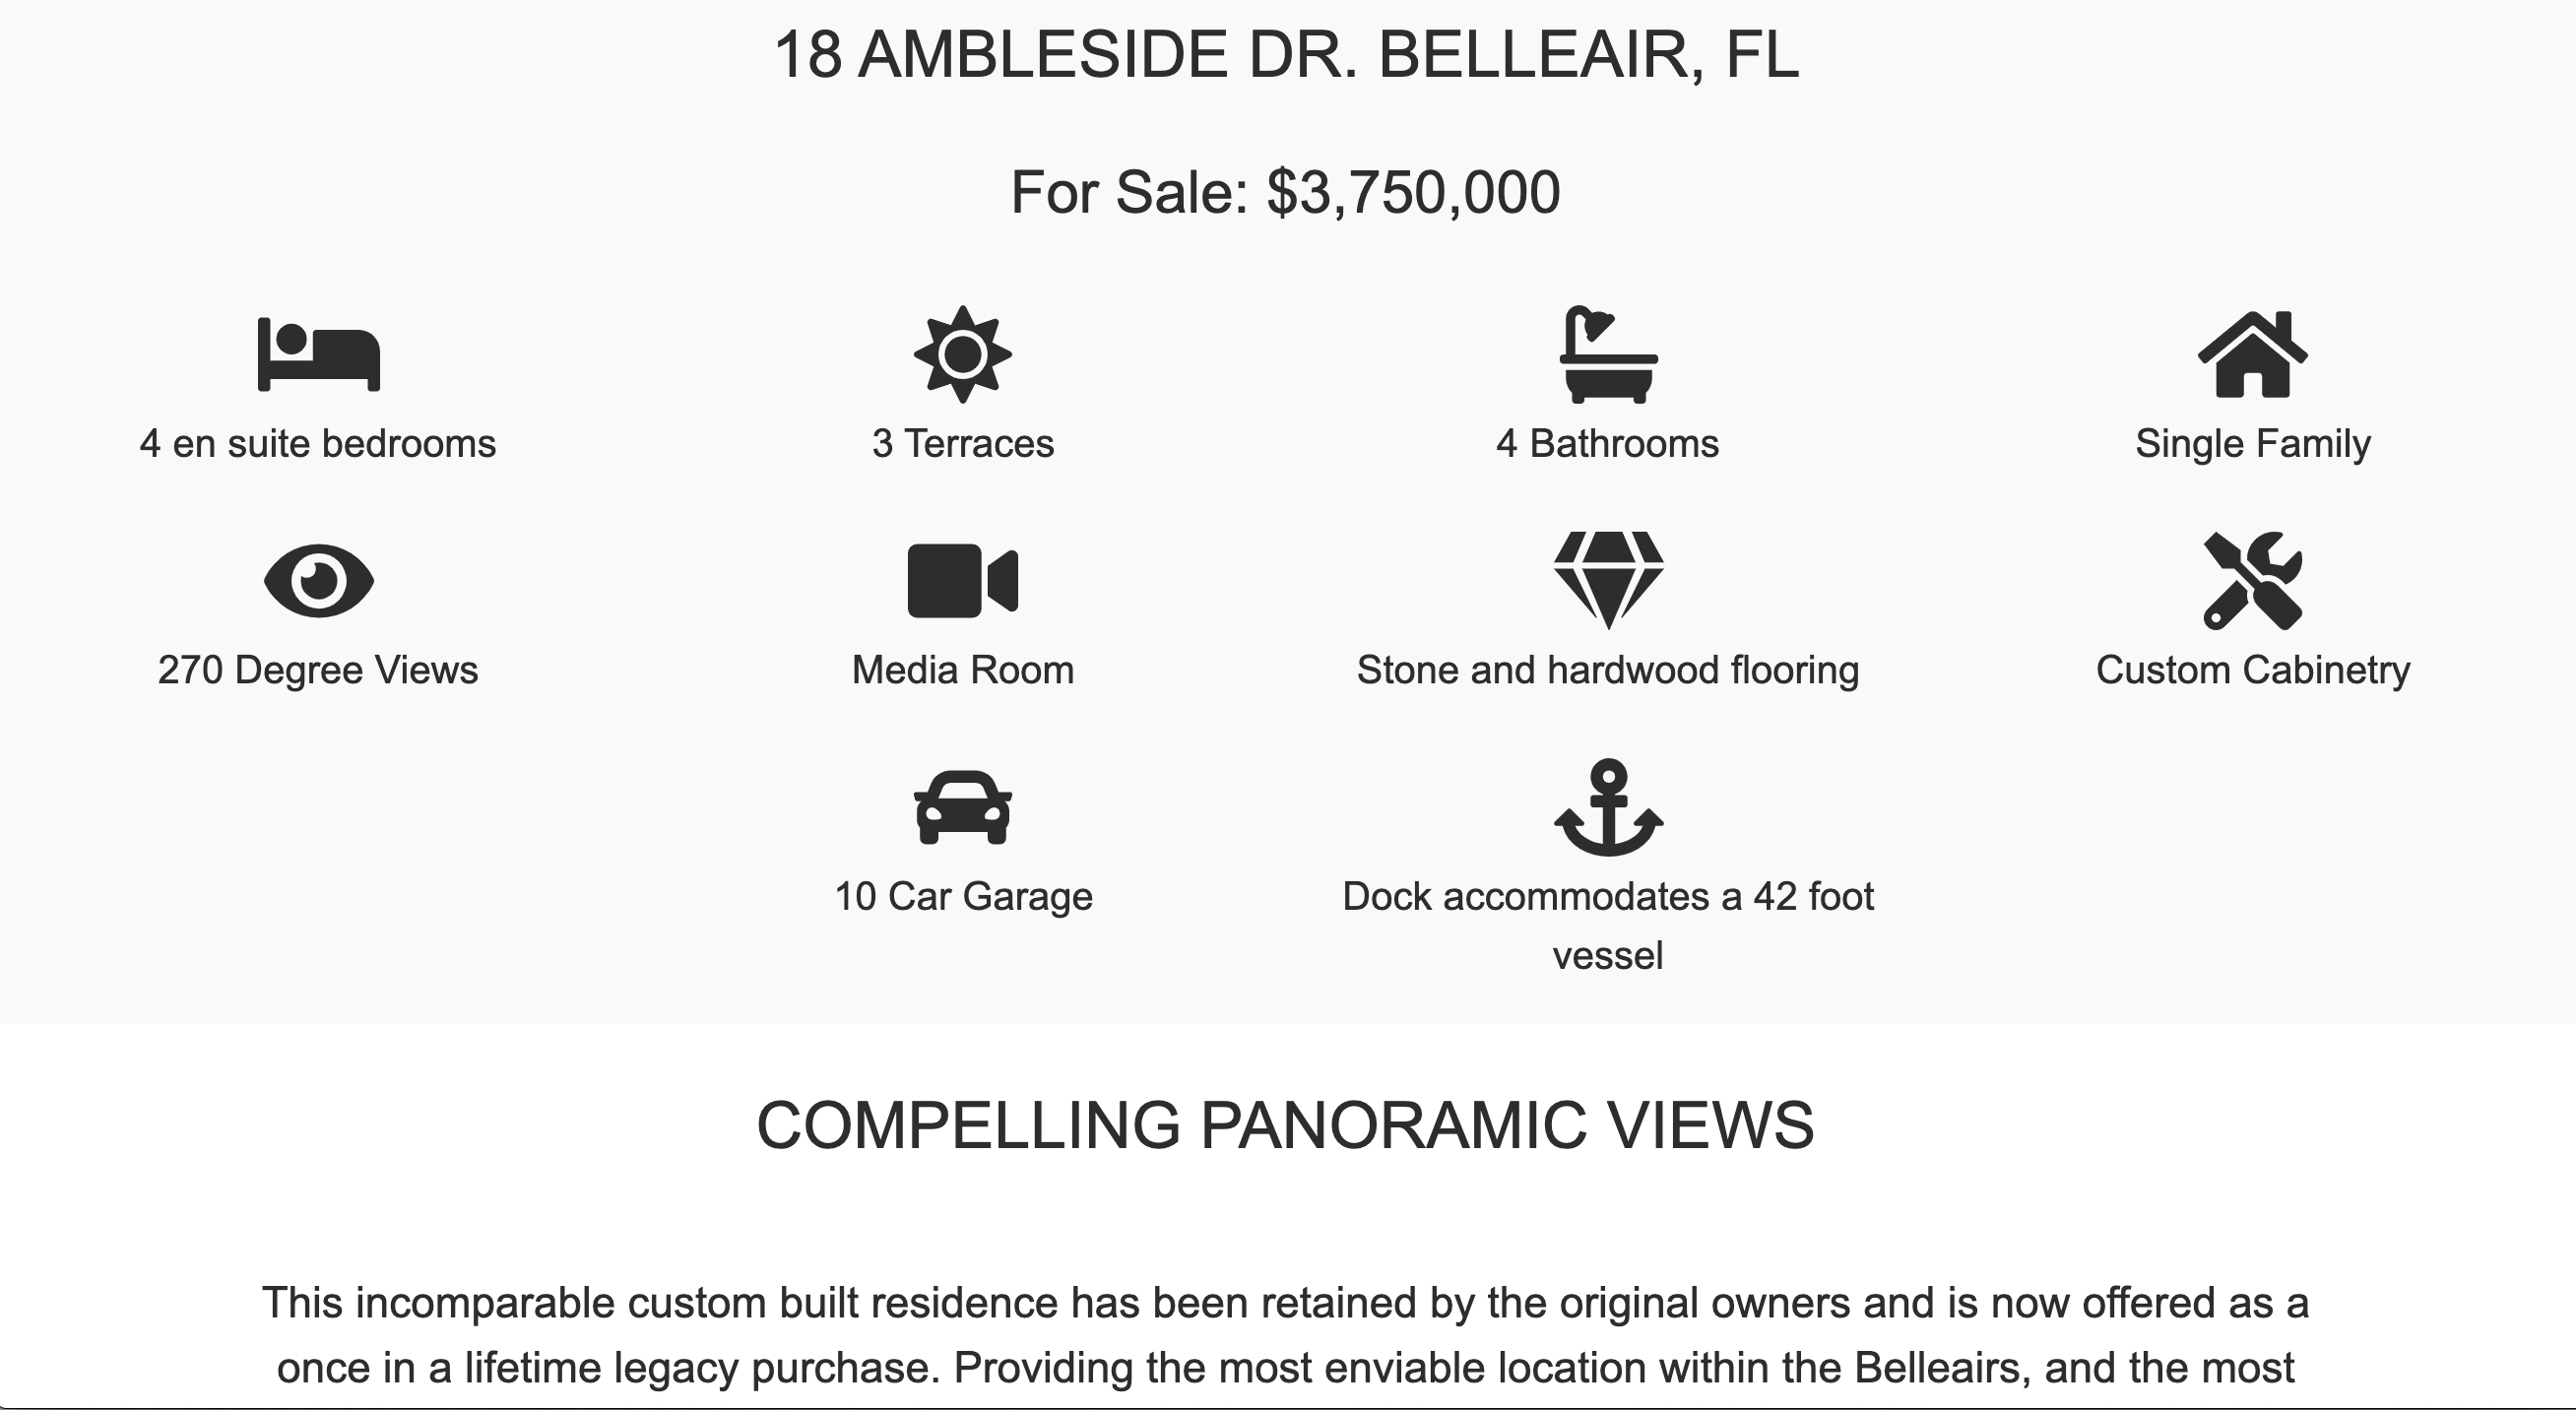 18 AMBLESIDE DR. BELLEAIR, FL
For Sale: $3,750,000
4 en suite bedrooms
3 Terraces
4 Bathrooms
Single Family
270 Degree Views
Media Room
Stone and hardwood flooring
Custom Cabinetry
10 Car Garage
Dock accommodates a 42 foot
vessel
COMPELLING PANORAMIC VIEWS
This incomparable custom built residence has been retained by the original owners and is now offered as a
once in a lifetime legacy purchase. Providing the most enviable location within the Belleairs, and the most